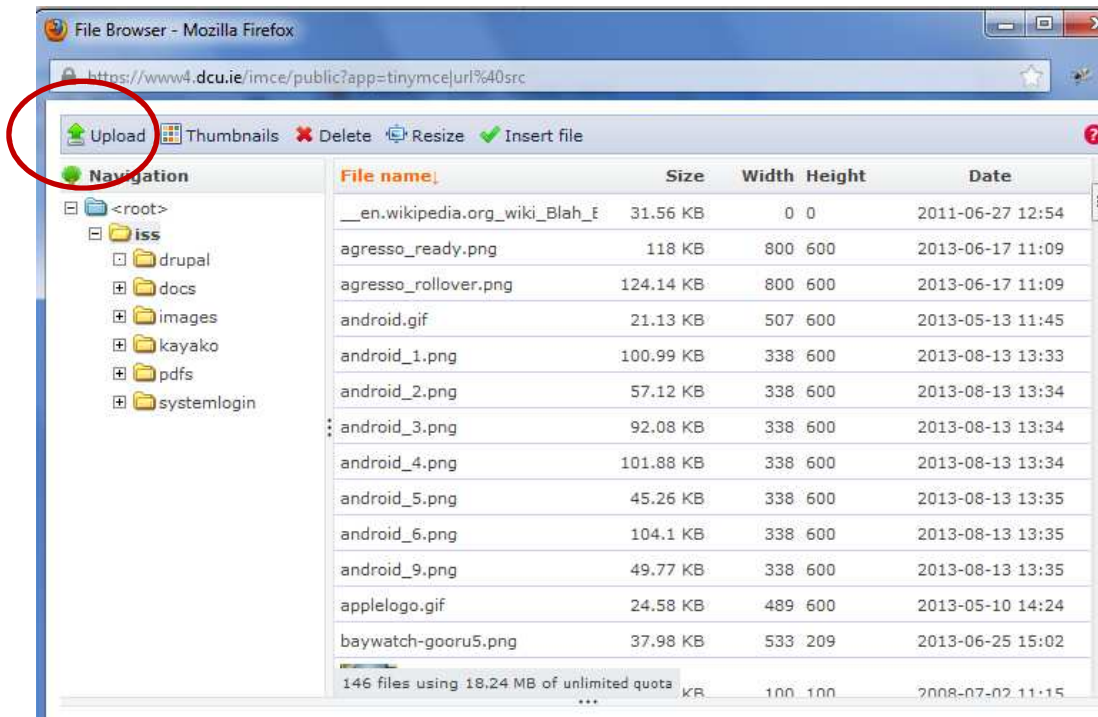 File Browser - Mozilla Firefox
https://www4.dcu.ie/imce/public?app=tinymce|url%40src
Upload Thumbnails Delete Resize Insert file ?
Navigation
<root>
iss
drupal
docs
images
kayako
pdfs
systemlogin
File name↓ Size Width Height Date
__en.wikipedia.org_wiki_Blah_ 31.56 KB 0 0 2011-06-27 12:54
agresso_ready.png 118 KB 800 600 2013-06-17 11:09
agresso_rollover.png 124.14 KB 800 600 2013-06-17 11:09
android.gif 21.13 KB 507 600 2013-05-13 11:45
android_1.png 100.99 KB 338 600 2013-08-13 13:33
android_2.png 57.12 KB 338 600 2013-08-13 13:34
android_3.png 92.08 KB 338 600 2013-08-13 13:34
android_4.png 101.88 KB 338 600 2013-08-13 13:34
android_5.png 45.26 KB 338 600 2013-08-13 13:35
android_6.png 104.1 KB 338 600 2013-08-13 13:35
android_9.png 49.77 KB 338 600 2013-08-13 13:35
applelogo.gif 24.58 KB 489 600 2013-05-10 14:24
baywatch-gooru5.png 37.98 KB 533 209 2013-06-25 15:02
KB 100 100 2008-07-02 11:15
146 files using 18.24 MB of unlimited quota